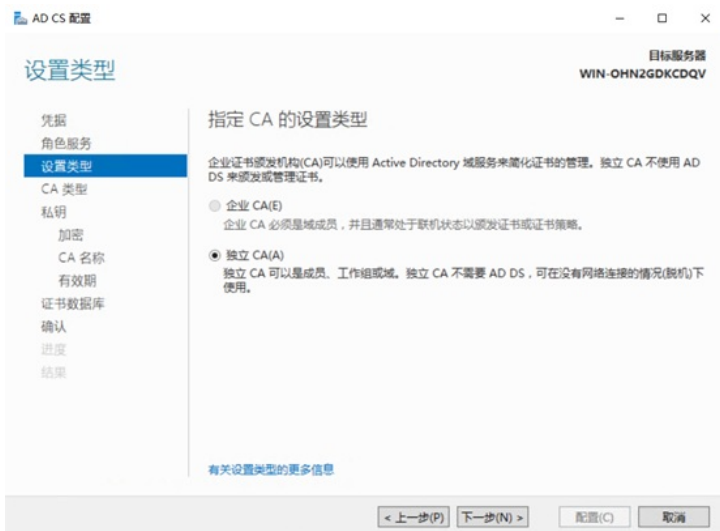 AD CS 配置
设置类型
目标服务器
WIN-OHN2GDKCDQV
凭据
角色服务
设置类型
CA 类型
私钥
加密
CA 名称
有效期
证书数据库
确认
进度
结果
指定 CA 的设置类型
企业证书颁发机构(CA)可以使用 Active Directory 域服务来简化证书的管理。独立 CA 不使用 AD
DS 来颁发或管理证书。
企业 CA(E)
企业 CA 必须是域成员，并且通常处于联机状态以颁发证书或证书策略。
独立 CA(A)
独立 CA 可以是成员、工作组或域。独立 CA 不需要 AD DS，可在没有网络连接的情况(脱机)下
使用。
有关设置类型的更多信息
< 上一步(P)
下一步(N) >
配置(C)
取消